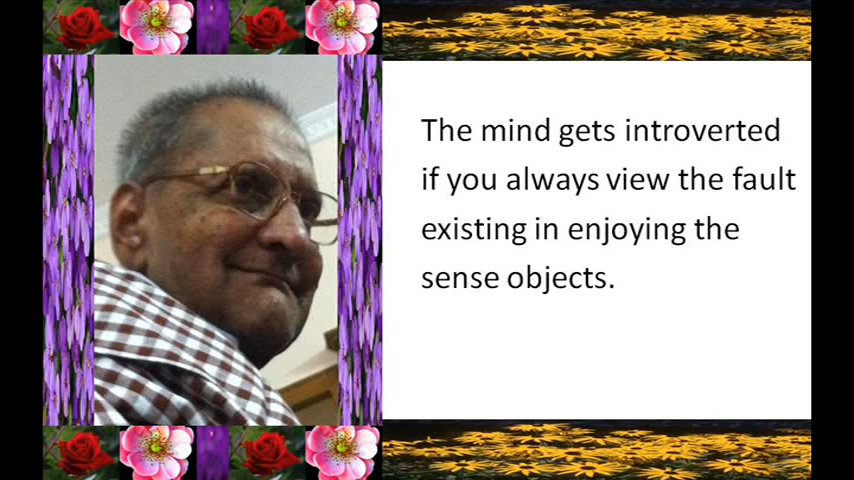 The mind gets introverted
if you always view the fault
existing in enjoying the
sense objects.